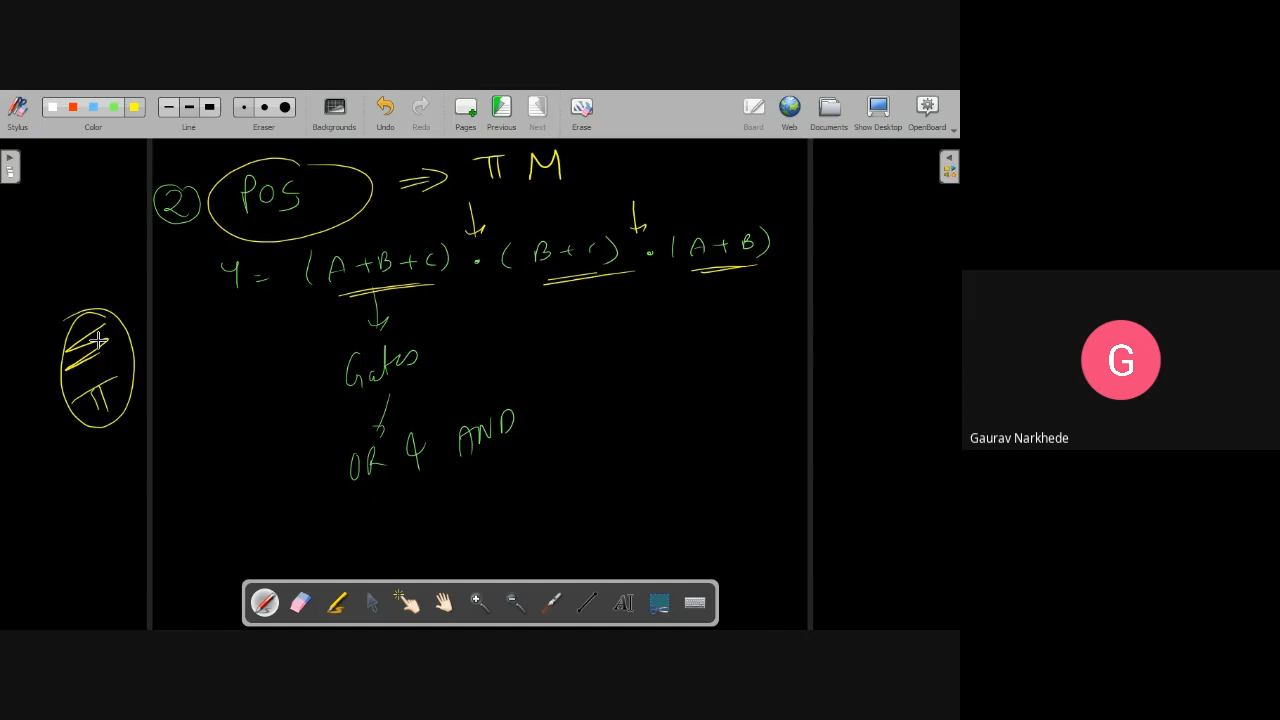 Stylus Color Line Eraser Backgrounds Undo Redo Pages Previous Next Erase Board Web Documents Show Desktop OpenBoard
② POS ⇒ π M
Y = (A+B+C) · (B+C) · (A+B)
Gates
π
OR & AND
G
Gaurav Narkhede
AI